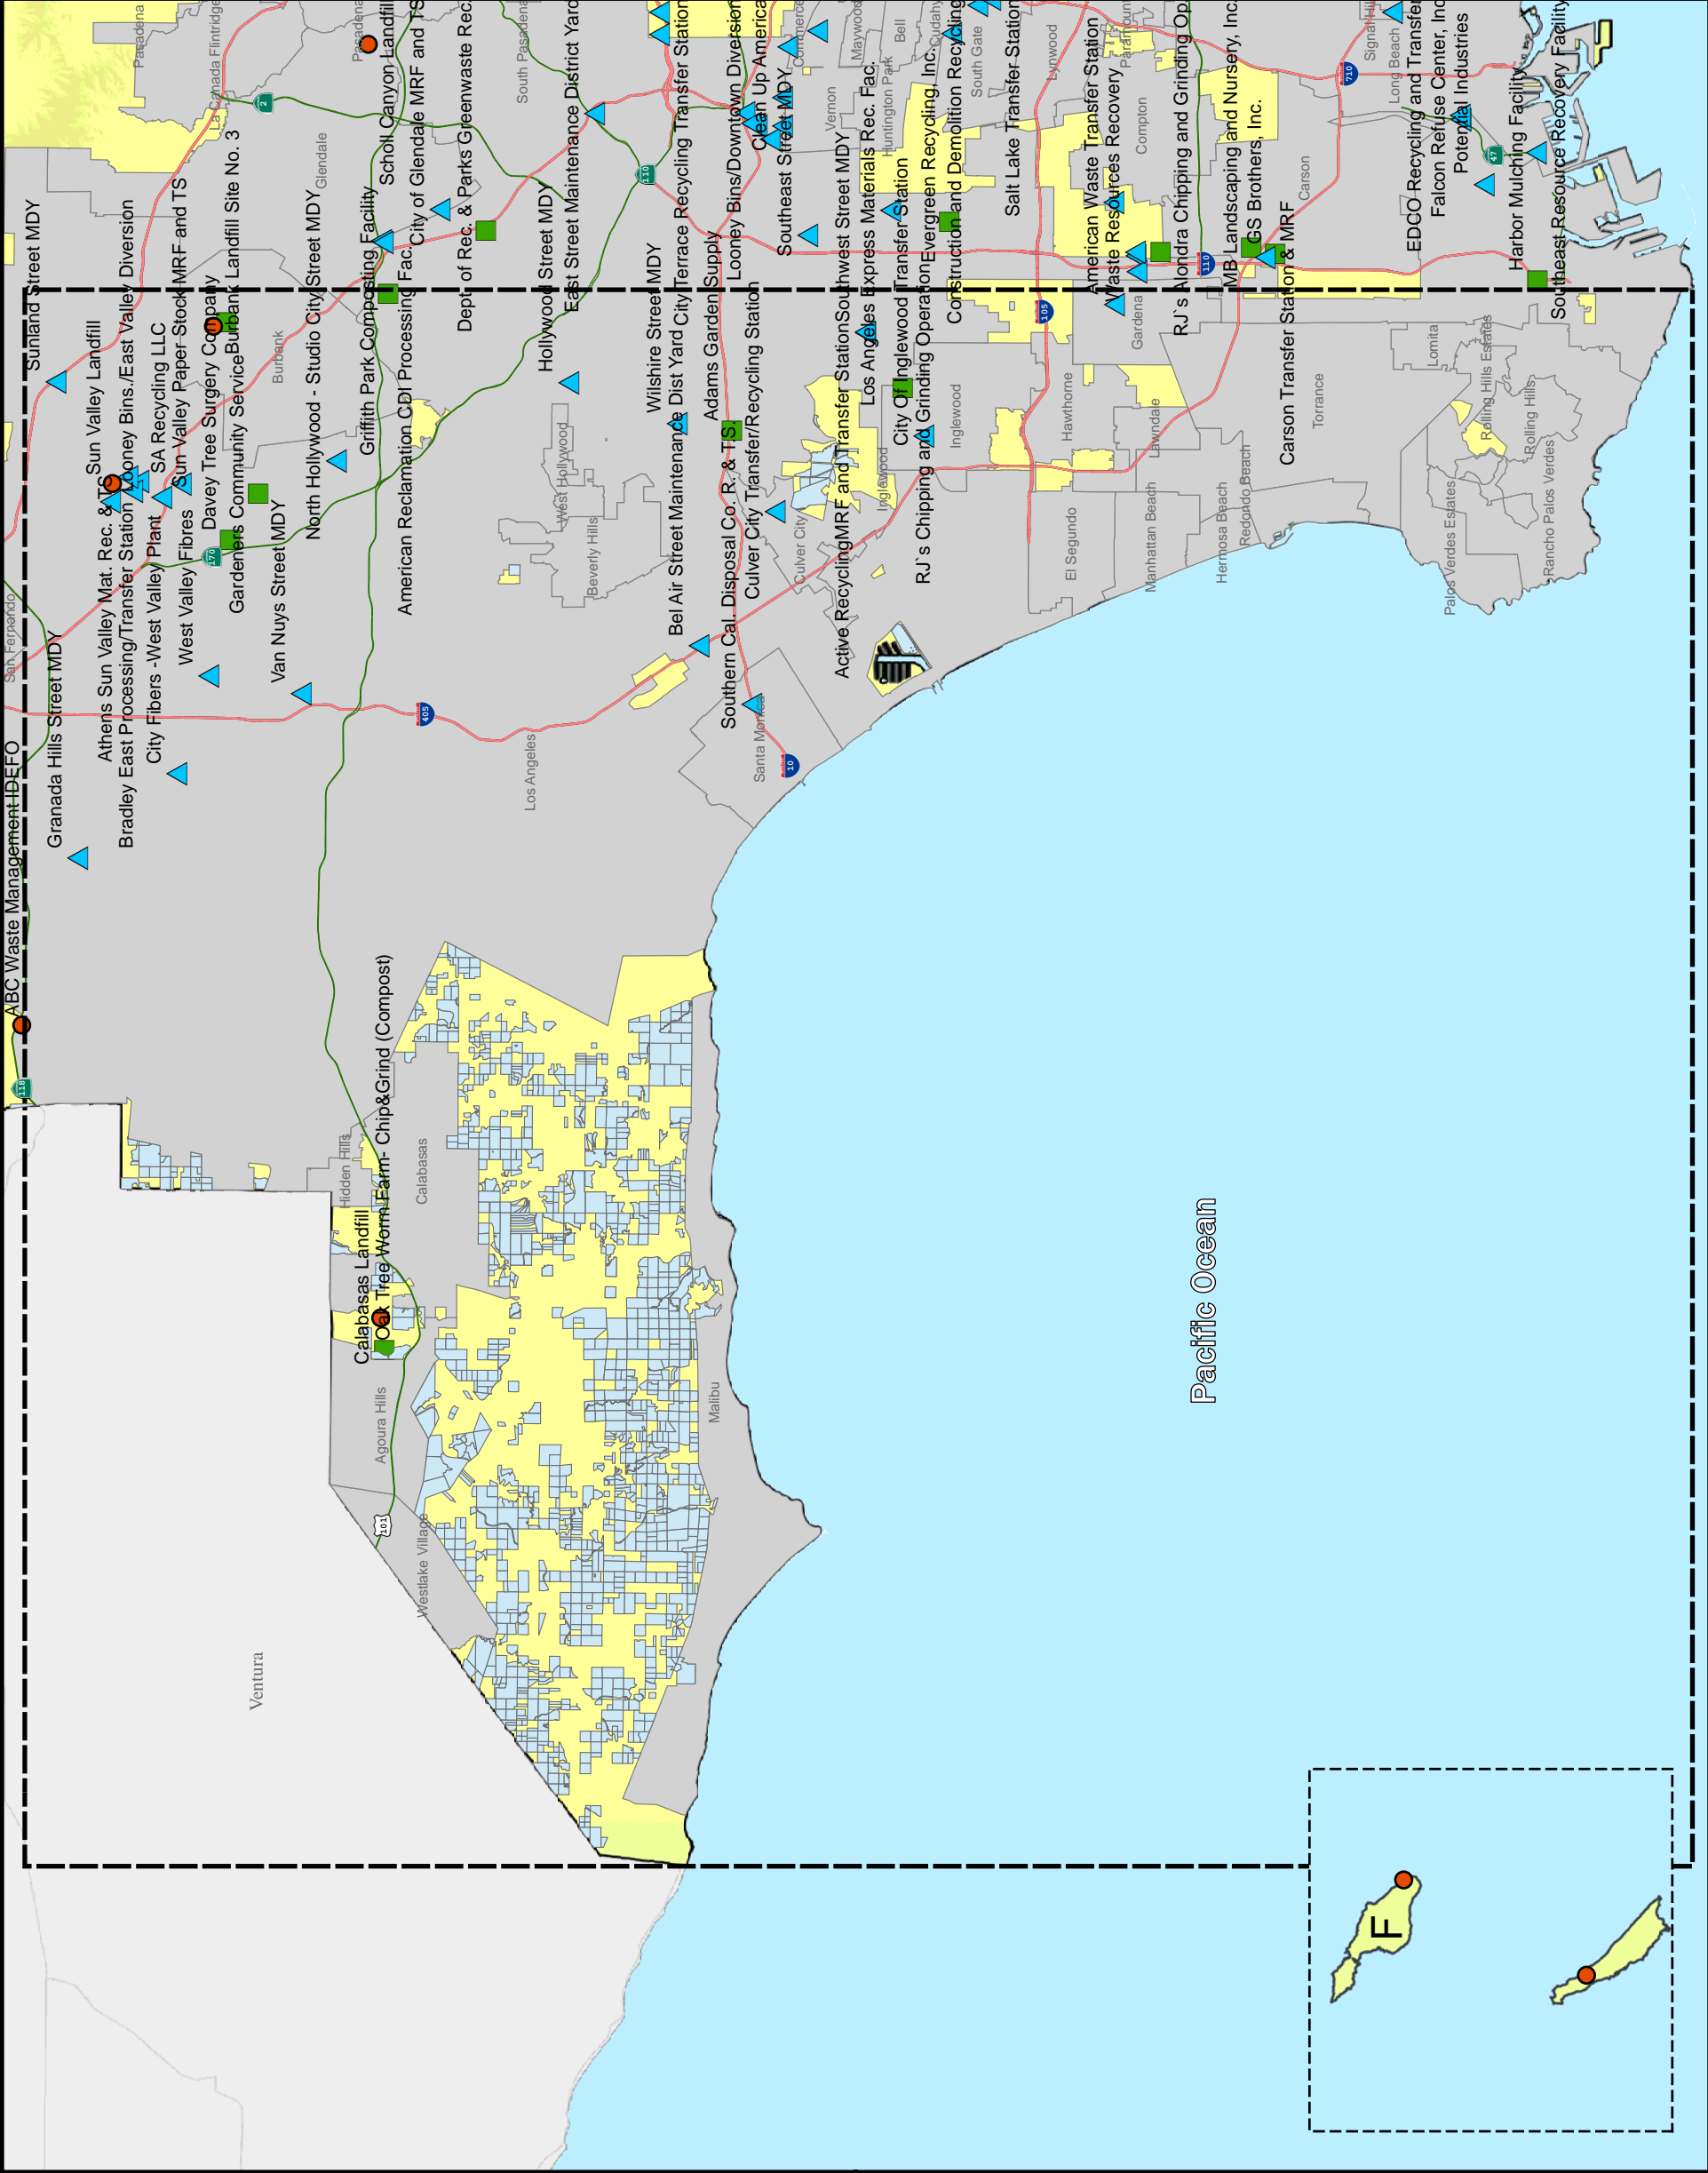 Sunland Street MDY
Sun Valley Landfill
Looney Bins./East Valley Diversion
SA Recycling LLC
Sun Valley Paper Stock MRF and TS
Davey Tree Surgery Company
Burbank Landfill Site No. 3
Gardeners Community Service
North Hollywood - Studio City Street MDY
Griffith Park Composting Facility
Scholl Canyon Landfill
City of Glendale MRF and TS
American Reclamation CDI Processing Fac.
Dept. of Rec. & Parks Greenwaste Rec.
Hollywood Street MDY
East Street Maintenance District Yard
Wilshire Street MDY
City Terrace Recycling Transfer Station
Bel Air Street Maintenance Dist Yard
Adams Garden Supply
Looney Bins/Downtown Diversion
Clean Up America
Southeast Street MDY
Southern Cal. Disposal Co. R. & TS
Culver City Transfer/Recycling Station
Southwest Street MDY
Active Recycling MRF and Transfer Station
Los Angeles Express Materials Rec. Fac.
City Of Inglewood Transfer Station
Evergreen Recycling, Inc.
RJ`s Chipping and Grinding Operation
Construction and Demolition Recycling
Salt Lake Transfer Station
American Waste Transfer Station
Waste Resources Recovery
RJ`s Alondra Chipping and Grinding Op.
MB Landscaping and Nursery, Inc.
GS Brothers, Inc.
Carson Transfer Station & MRF
EDCO Recycling and Transfer
Falcon Refuse Center, Inc
Potential Industries
Harbor Mulching Facility
Southeast Resource Recovery Facility
ABC Waste Management IDEFO
Granada Hills Street MDY
Athens Sun Valley Mat. Rec. & TS
Bradley East Processing/Transfer Station
City Fibers -West Valley Plant
West Valley Fibres
Van Nuys Street MDY
Calabasas Landfill
Oak Tree Worm Farm- Chip&Grind (Compost)
Pasadena
La Canada Flintridge
Glendale
Pasadena
South Pasadena
Burbank
San Fernando
West Hollywood
Beverly Hills
Los Angeles
Santa Monica
Culver City
Commerce
Vernon
Maywood
Huntington Park
Bell
Cudahy
South Gate
Lynwood
Paramount
Compton
Inglewood
Inglewood
Hawthorne
Gardena
Lawndale
El Segundo
Manhattan Beach
Hermosa Beach
Redondo Beach
Torrance
Carson
Signal Hill
Long Beach
Lomita
Rolling Hills Estates
Rolling Hills
Palos Verdes Estates
Rancho Palos Verdes
Hidden Hills
Calabasas
Agoura Hills
Westlake Village
Malibu
Ventura
Pacific Ocean
F
2
110
170
405
10
105
110
710
47
118
101